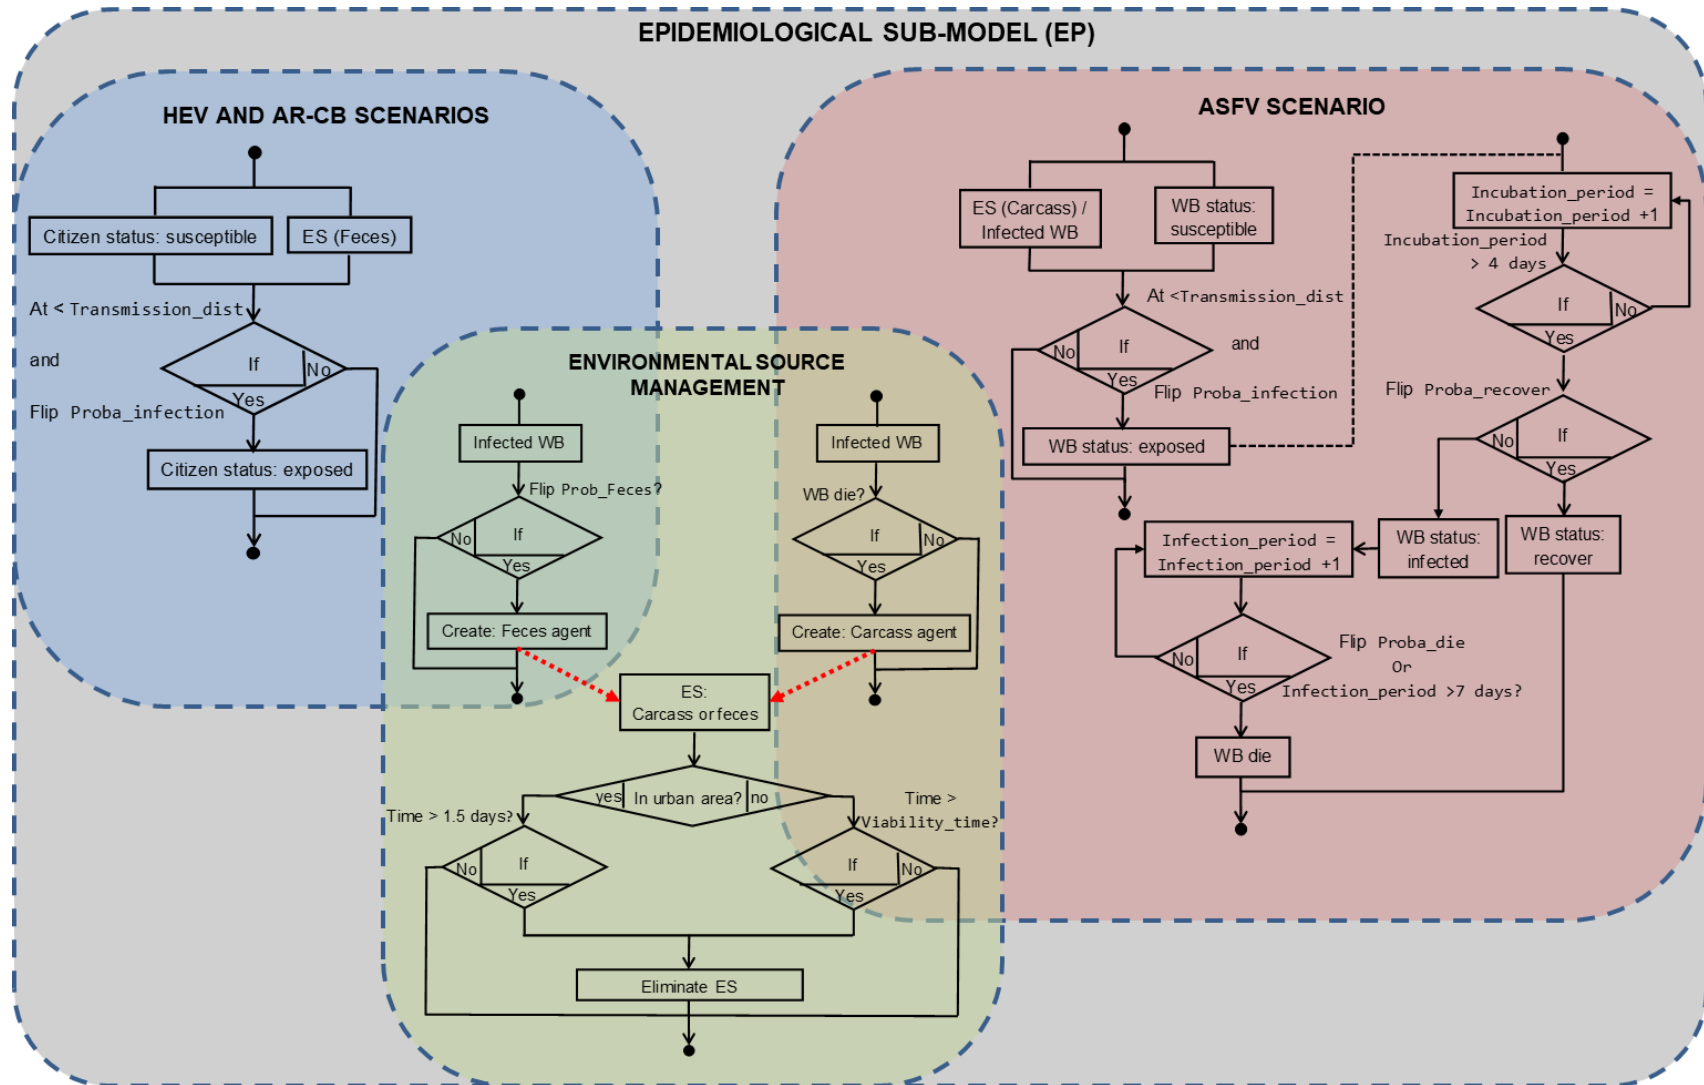 EPIDEMIOLOGICAL SUB-MODEL (EP)
HEV AND AR-CB SCENARIOS
Citizen status: susceptible
ES (Feces)
At < Transmission_dist
and
Flip Proba_infection
If
No
Yes
Citizen status: exposed
ASFV SCENARIO
ES (Carcass) /
Infected WB
WB status:
susceptible
At <Transmission_dist
and
Flip Proba_infection
No
If
Yes
WB status: exposed
Incubation_period =
Incubation_period +1
Incubation_period
> 4 days
If
No
Yes
Flip Proba_recover
No
If
Yes
WB status:
infected
WB status:
recover
Infection_period =
Infection_period +1
No
If
Yes
Flip Proba_die
Or
Infection_period >7 days?
WB die
ENVIRONMENTAL SOURCE
MANAGEMENT
Infected WB
Flip Prob_Feces?
No
If
Yes
Create: Feces agent
Infected WB
WB die?
If
No
Yes
Create: Carcass agent
ES:
Carcass or feces
yes
In urban area?
no
Time > 1.5 days?
No
If
Yes
Time >
Viability_time?
If
No
Yes
Eliminate ES